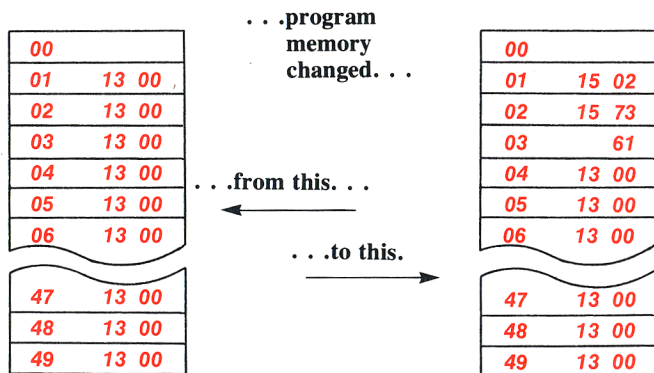 . . .program
memory
changed. . .
00
01 13 00
02 13 00
03 13 00
04 13 00
05 13 00
06 13 00
47 13 00
48 13 00
49 13 00
. . .from this. . .
. . .to this.
00
01 15 02
02 15 73
03 61
04 13 00
05 13 00
06 13 00
47 13 00
48 13 00
49 13 00